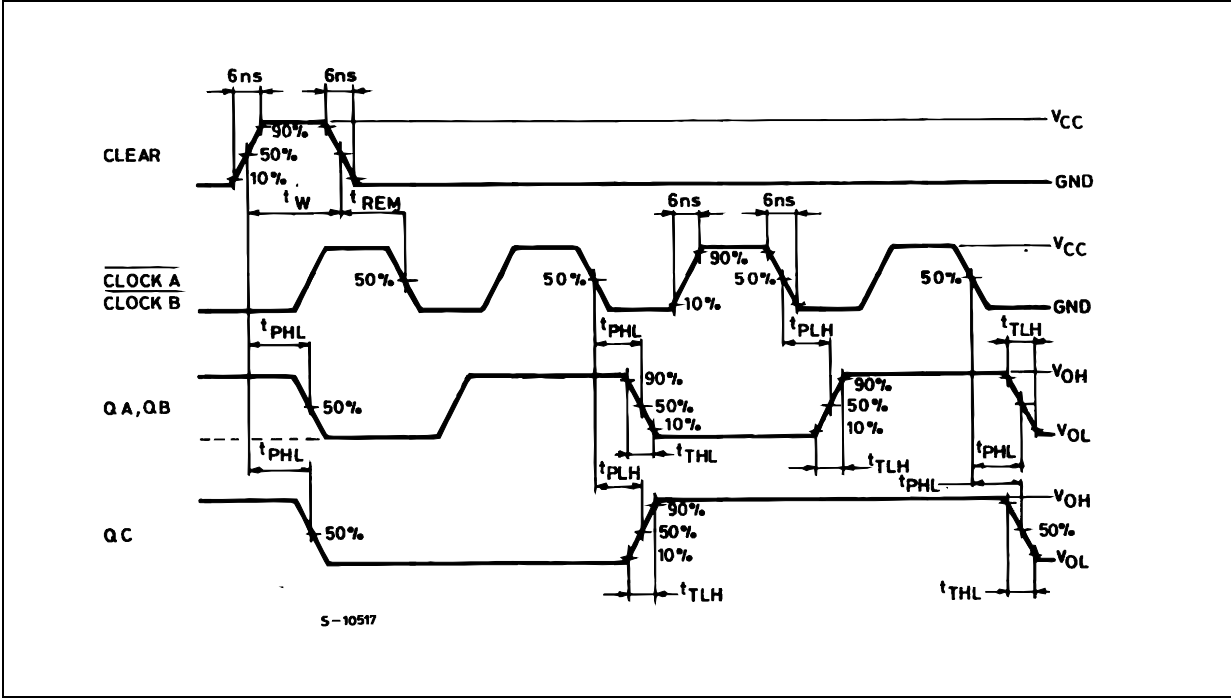 6ns 6ns
VCC
90%
CLEAR 50%
10% GND
tW tREM 6ns 6ns
VCC
90%
CLOCK A 50% 50% 50% 50%
CLOCK B 10% GND
tPHL tPHL tPLH tTLH
90% 90% VOH
QA,QB 50% 50% 50%
10% 10% VOL
tPHL tTHL tTLH tPHL
tPLH tPHL
90% VOH
QC 50% 50% 50%
10% VOL
tTLH tTHL
S-10517